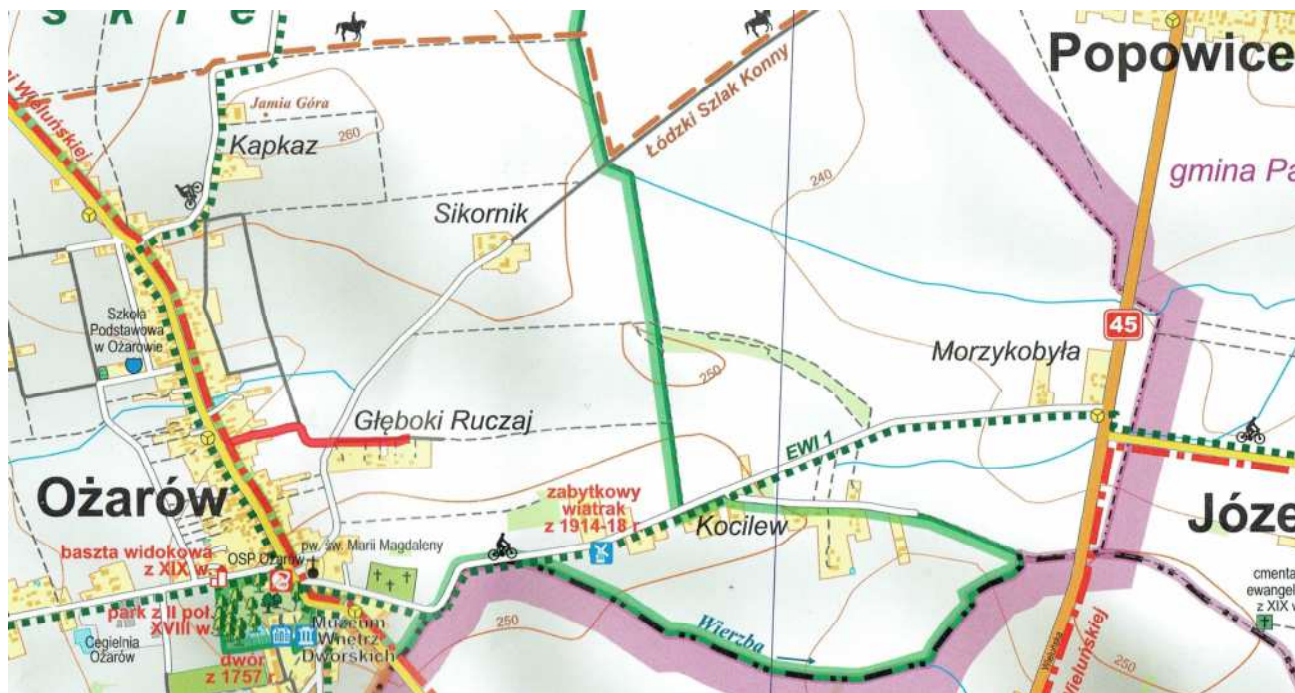 s k i e
Popowice
i Wieluńskiej
Jamia Góra
260
Kapkaz
Łódzki Szlak Konny
240
gmina Pa
Sikornik
Szkoła
Podstawowa
w Ożarowie
45
Morzykobyła
250
Głęboki Ruczaj
EWI 1
Ożarów
zabytkowy
wiatrak
z 1914-18 r.
Kocilew
Józe
baszta widokowa
z XIX w.
OSP Ożarów
pw. św. Marii Magdaleny
park z II poł.
XVIII w.
Cegielnia
Ożarów
Muzeum
Wnętrz
Dworskich
dwór
z 1757 r.
250
Wierzba
cmenta
ewangel
z XIX w
Wieluńska
Wieluńskiej
250